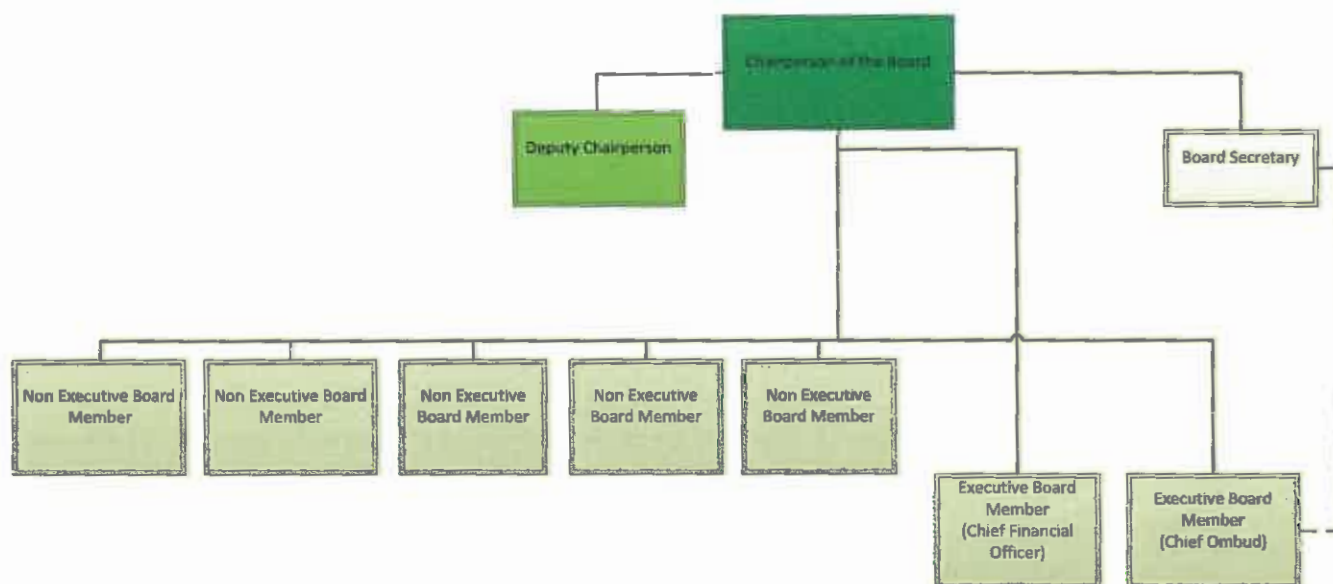 Chairperson of the Board
Deputy Chairperson
Board Secretary
Non Executive Board
Member
Non Executive Board
Member
Non Executive
Board Member
Non Executive
Board Member
Non Executive
Board Member
Executive Board
Member
(Chief Financial
Officer)
Executive Board
Member
(Chief Ombud)